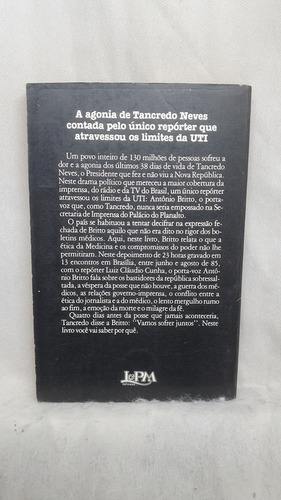 A agonia de Tancredo Neves
contada pelo único repórter que
atravessou os limites da UTI
Um povo inteiro de 130 milhões de pessoas sofreu a
dor e a agonia dos últimos 38 dias de vida de Tancredo
Neves, o Presidente que fez e não viu a Nova República.
Neste drama político que mereceu a maior cobertura da
imprensa, do rádio e da TV do Brasil, um único repórter
atravessou os limites da UTI: Antônio Britto, o porta-
voz que, como Tancredo, nunca seria empossado na Se-
cretaria de Imprensa do Palácio do Planalto.
O país se habituou a tentar decifrar na expressão fe-
chada de Britto aquilo que não era dito no rigor dos bo-
letins médicos. Aqui, neste livro, Britto relata o que a
ética da Medicina e os compromissos do poder não lhe
permitiram. Neste depoimento de 23 horas gravado em
13 encontros em Brasília, entre junho e agosto de 85,
com o repórter Luiz Cláudio Cunha, o porta-voz Antô-
nio Britto fala sobre os bastidores da república sobressal-
tada, a véspera da posse que não houve, a guerra dos mé-
dicos, as relações governo-imprensa, o conflito entre a
ética do jornalista e a do médico, o lento mergulho rumo
ao fim, a emoção da morte e o milagre da fé.
Quatro dias antes da posse que jamais aconteceria,
Tancredo disse a Britto: "Vamos sofrer juntos". Neste
livro você vai saber por quê.
L&PM
EDITORES